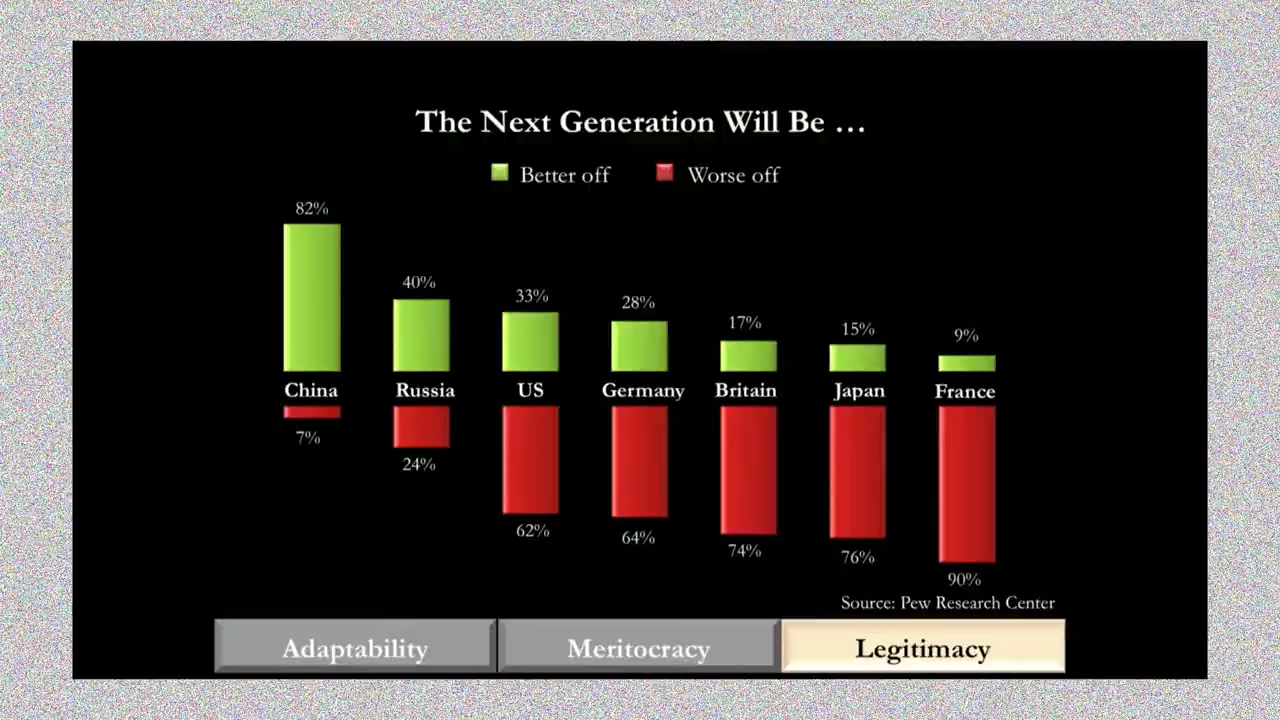 The Next Generation Will Be …
Better off Worse off
82%
40%
33%
28%
17%
15%
9%
China Russia US Germany Britain Japan France
7%
24%
62%
64%
74%
76%
90%
Source: Pew Research Center
Adaptability Meritocracy Legitimacy